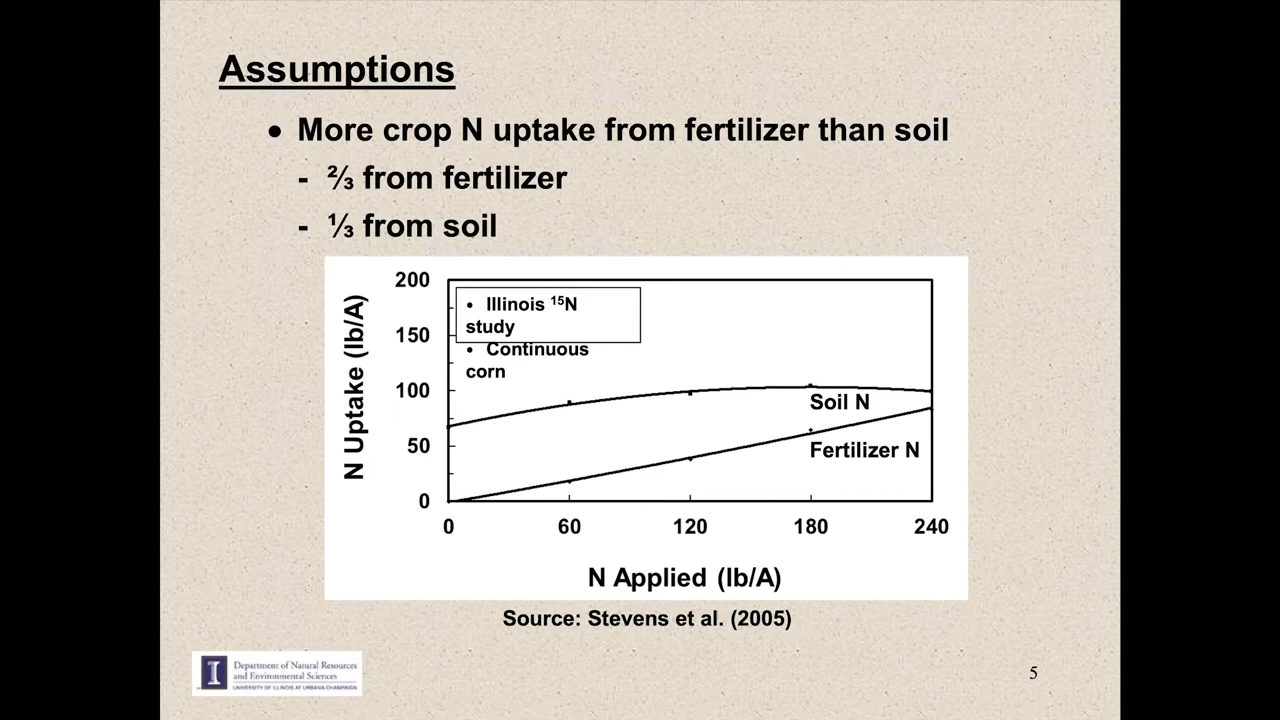 Assumptions
• More crop N uptake from fertilizer than soil
- ⅔ from fertilizer
- ⅓ from soil
N Uptake (lb/A)
200
150
100
50
0
• Illinois ¹⁵N
study
• Continuous
corn
Soil N
Fertilizer N
0 60 120 180 240
N Applied (lb/A)
Source: Stevens et al. (2005)
I
Department of Natural Resources
and Environmental Sciences
UNIVERSITY OF ILLINOIS AT URBANA-CHAMPAIGN
5